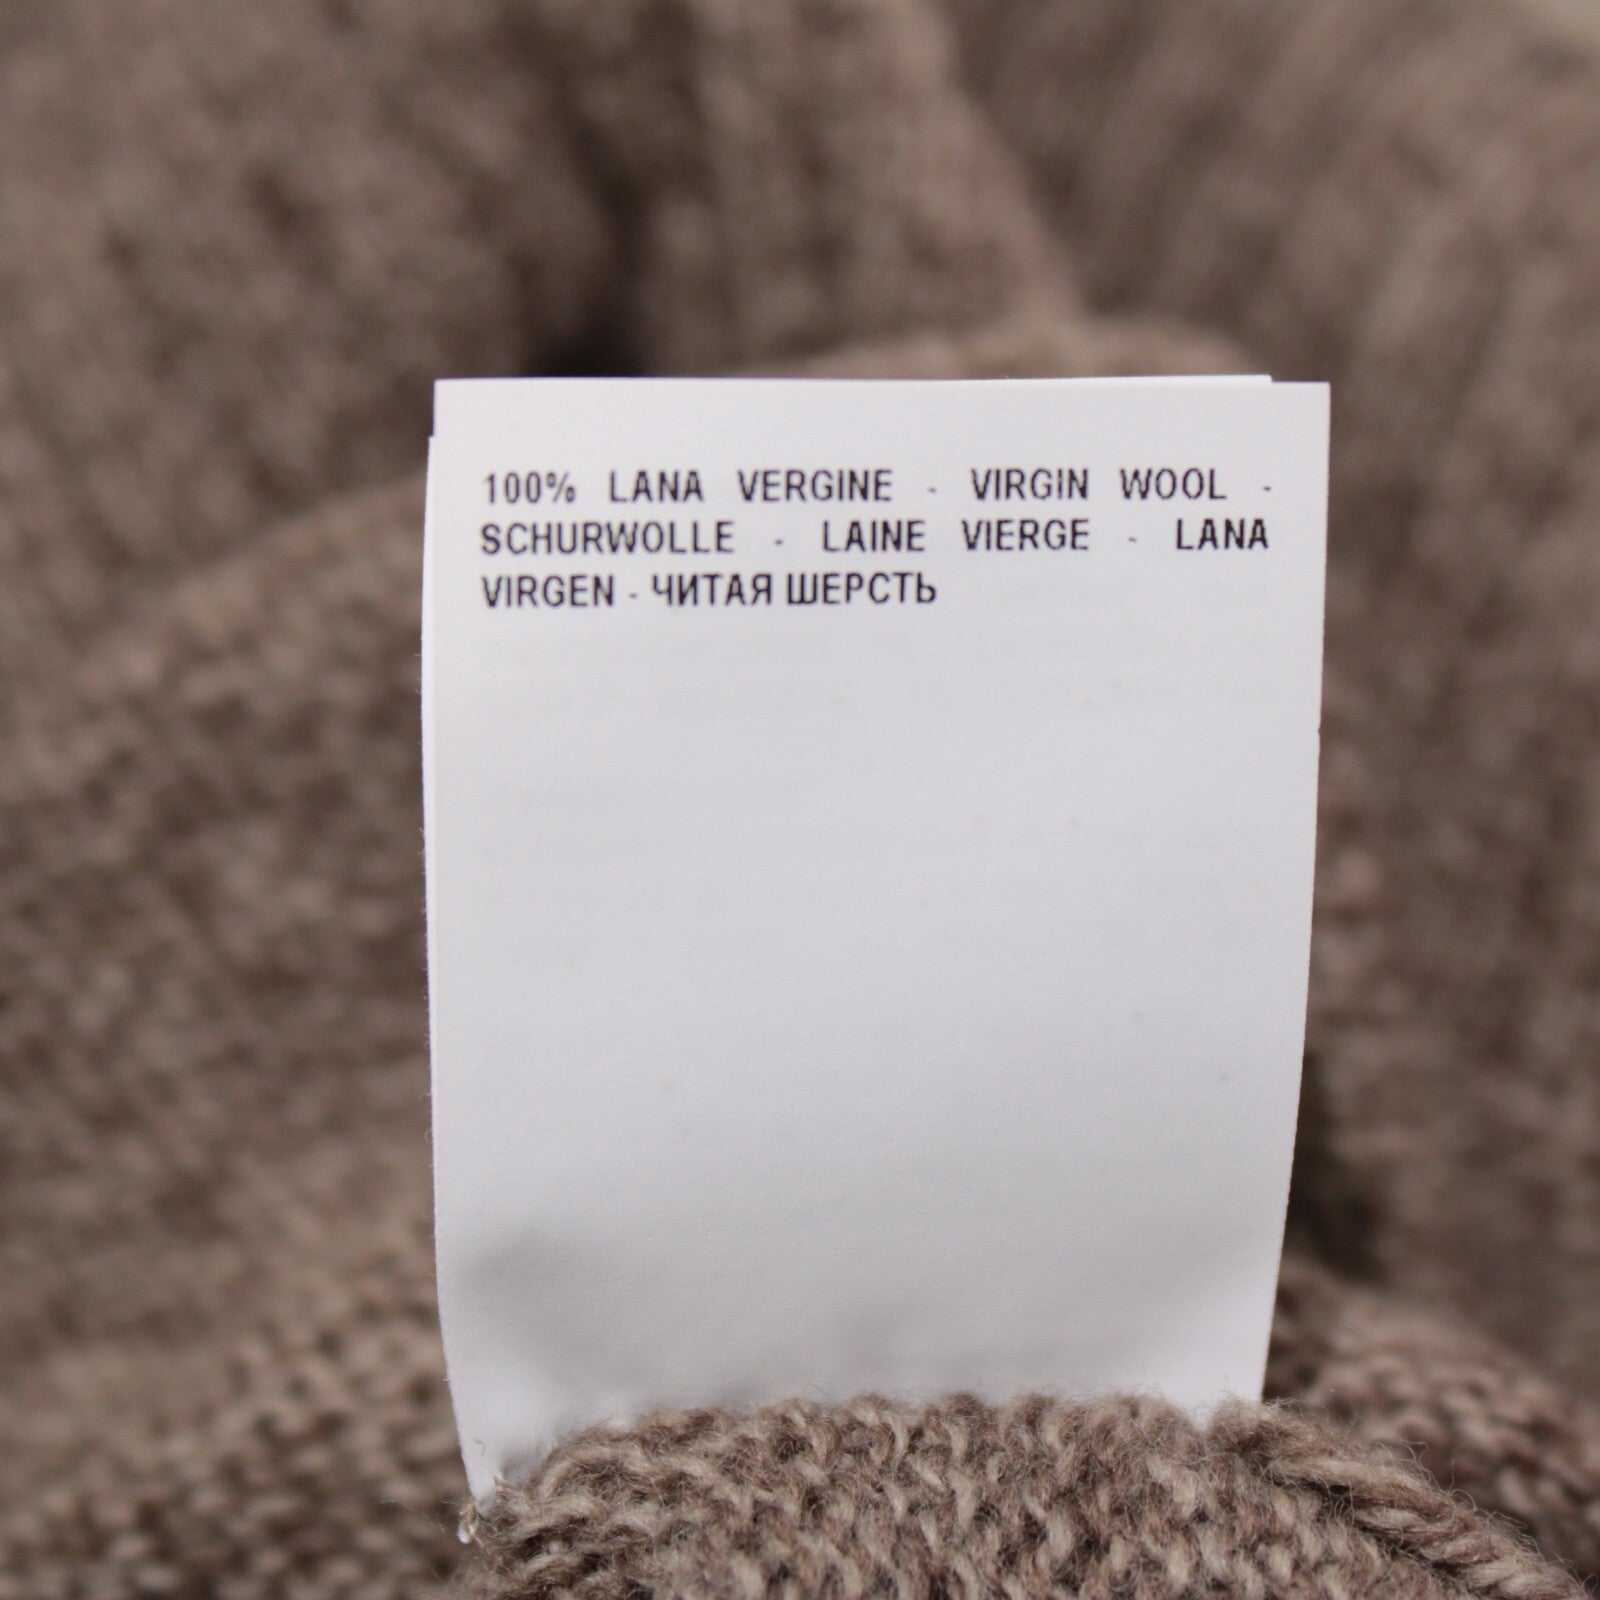 100% LANA VERGINE - VIRGIN WOOL -
SCHURWOLLE - LAINE VIERGE - LANA
VIRGEN - ЧИТАЯ ШЕРСТЬ